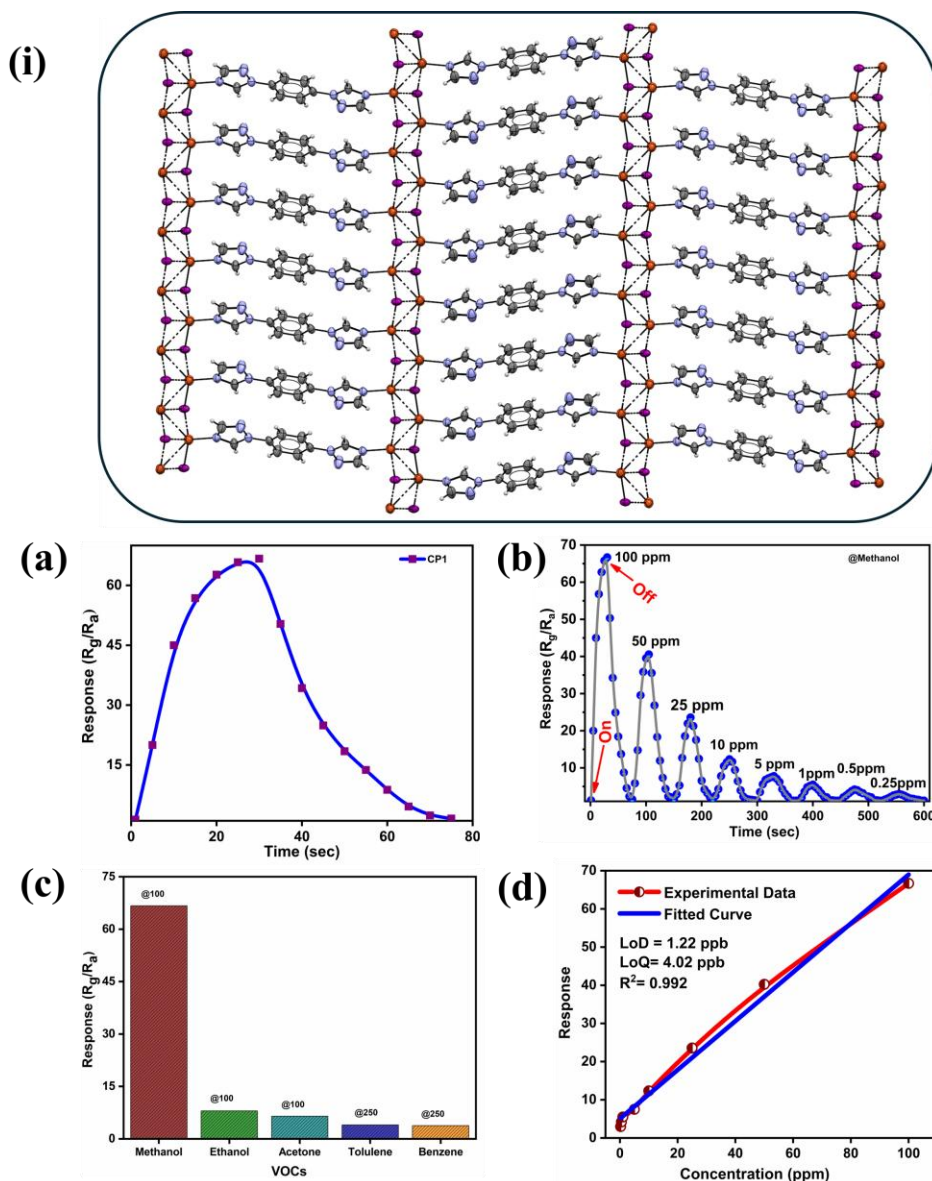 (i)
(a)
CP1
Response (Rg/Ra)
60
45
30
15
0 20 40 60 80
Time (sec)
(b)
@Methanol
100 ppm
Off
50 ppm
25 ppm
On
10 ppm
5 ppm
1ppm
0.5ppm
0.25ppm
Response (Rg/Ra)
70
60
50
40
30
20
10
0 100 200 300 400 500 600
Time (sec)
(c)
Response (Rg/Ra)
75
60
45
30
15
0
@100
@100
@100
@250
@250
Methanol Ethanol Acetone Tolulene Benzene
VOCs
(d)
Experimental Data
Fitted Curve
LoD = 1.22 ppb
LoQ= 4.02 ppb
R²= 0.992
Response
70
60
50
40
30
20
10
0
0 20 40 60 80 100
Concentration (ppm)